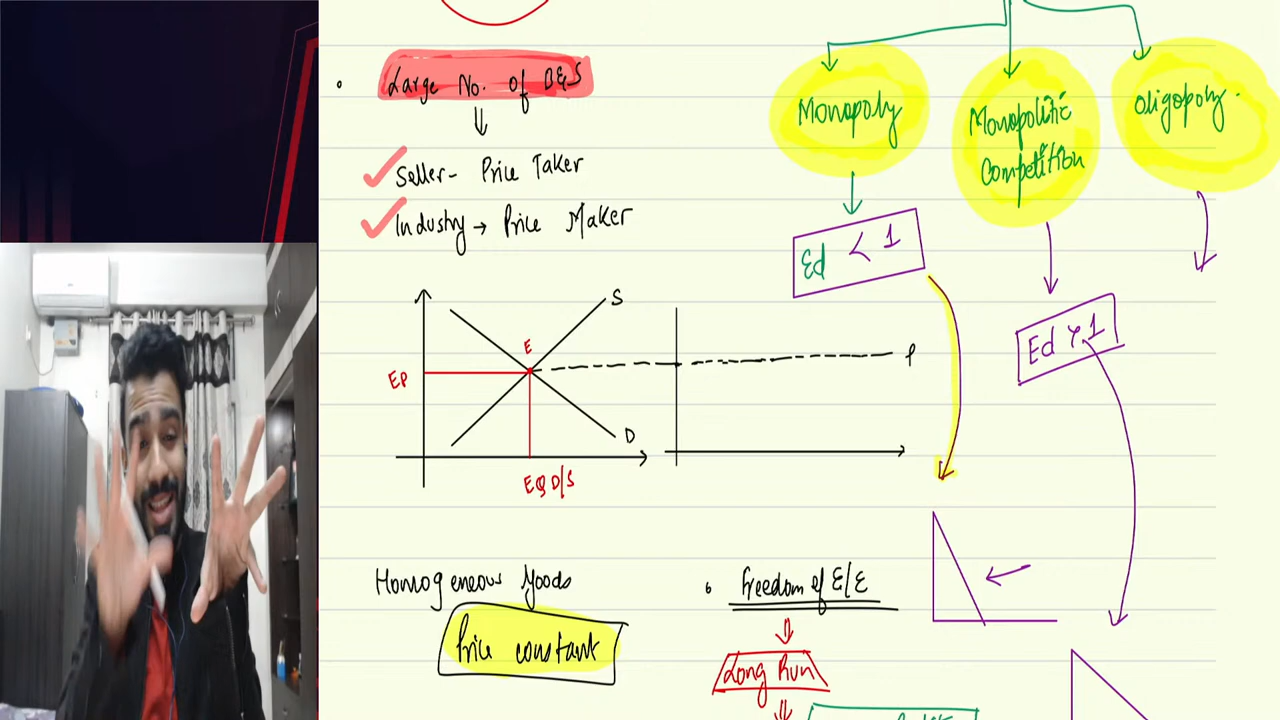 Large No. of B&S
Seller- Price Taker
Industry → Price Maker
S
E
EP
P
D
EQ D/S
Homogeneous Goods
Price constant
Freedom of E/E
Long Run
Monopoly
Monopolitic
Competition
Oligopoly.
Ed < 1
Ed > 1